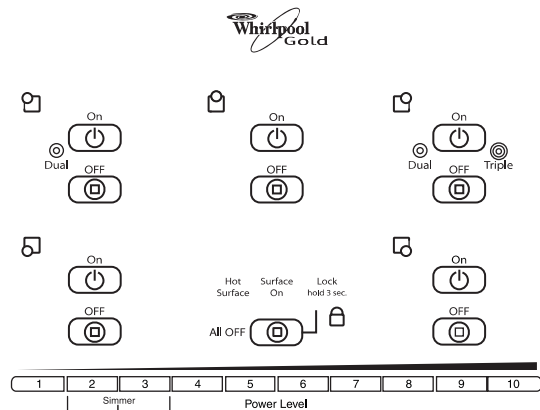 Whirlpool
Gold
On
On
On
Dual
Dual
Triple
OFF
OFF
OFF
On
On
Hot Surface
Surface On
Lock
hold 3 sec.
OFF
All OFF
OFF
1 2 3 4 5 6 7 8 9 10
Simmer
Power Level